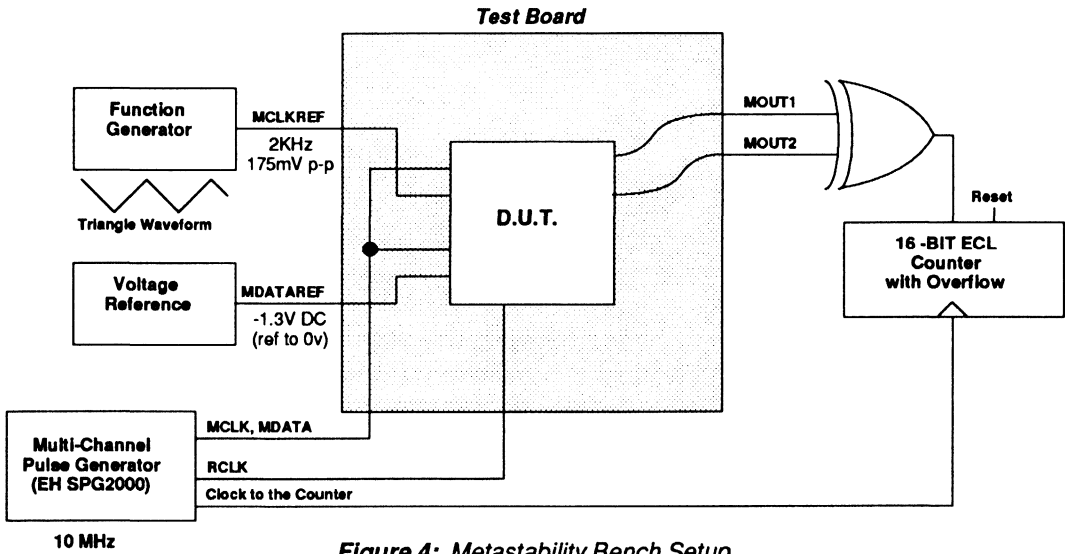 Test Board
Function
Generator
MCLKREF
2KHz
175mV p-p
Triangle Waveform
MOUT1
MOUT2
D.U.T.
Reset
16 -BIT ECL
Counter
with Overflow
Voltage
Reference
MDATAREF
-1.3V DC
(ref to 0v)
Multi-Channel
Pulse Generator
(EH SPG2000)
MCLK, MDATA
RCLK
Clock to the Counter
10 MHz
Figure 4: Metastability Bench Setup